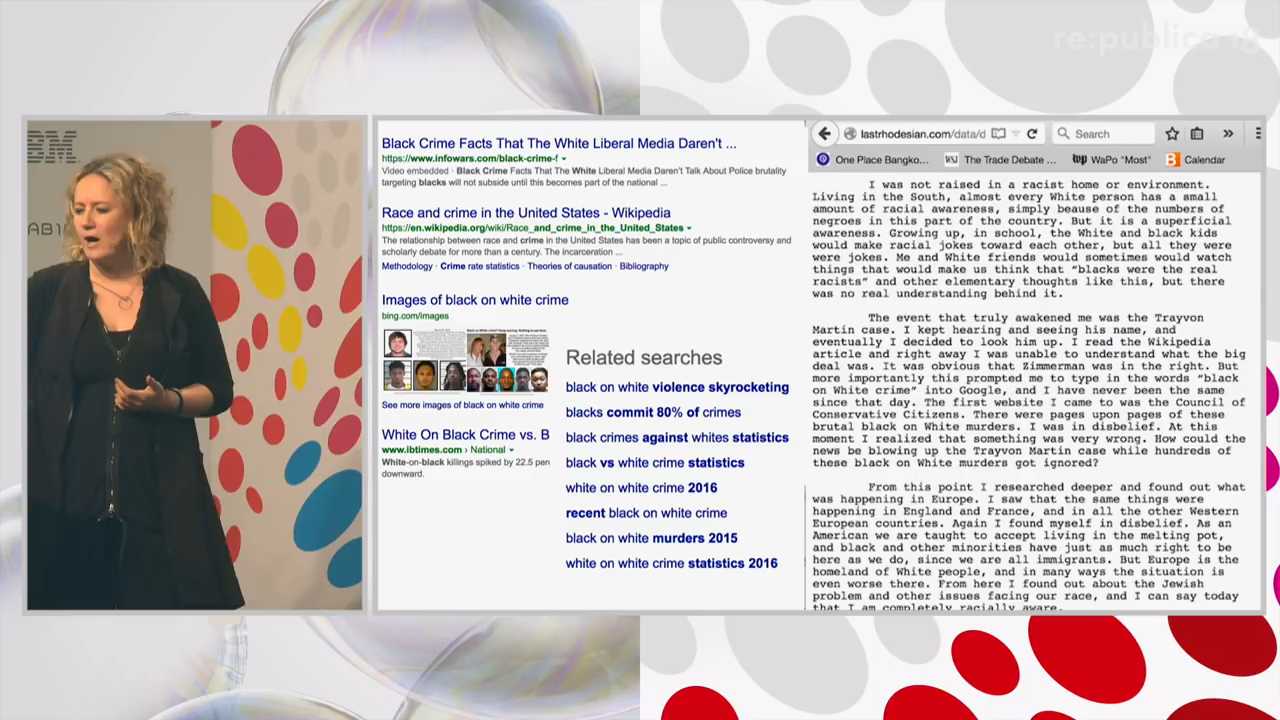 re:publica 18
IBM
AB1
Black Crime Facts That The White Liberal Media Daren't ...
https://www.infowars.com/black-crime-f
Video embedded · Black Crime Facts That The White Liberal Media Daren't Talk About Police brutality
targeting blacks will not subside until this becomes part of the national ...
Race and crime in the United States - Wikipedia
https://en.wikipedia.org/wiki/Race_and_crime_in_the_United_States
The relationship between race and crime in the United States has been a topic of public controversy and
scholarly debate for more than a century. The incarceration ...
Methodology · Crime rate statistics · Theories of causation · Bibliography
Images of black on white crime
bing.com/images
See more images of black on white crime
White On Black Crime vs. B
www.ibtimes.com › National
White-on-black killings spiked by 22.5 pen
downward.
Related searches
black on white violence skyrocketing
blacks commit 80% of crimes
black crimes against whites statistics
black vs white crime statistics
white on white crime 2016
recent black on white crime
black on white murders 2015
white on white crime statistics 2016
lastrhodesian.com/data/d
Search
One Place Bangko...
WSJ The Trade Debate ...
wp WaPo "Most"
Calendar
I was not raised in a racist home or environment.
Living in the South, almost every White person has a small
amount of racial awareness, simply beause of the numbers of
negroes in this part of the country. But it is a superficial
awareness. Growing up, in school, the White and black kids
would make racial jokes toward each other, but all they were
were jokes. Me and White friends would sometimes would watch
things that would make us think that "blacks were the real
racists" and other elementary thoughts like this, but there
was no real understanding behind it.
The event that truly awakened me was the Trayvon
Martin case. I kept hearing and seeing his name, and
eventually I decided to look him up. I read the Wikipedia
article and right away I was unable to understand what the big
deal was. It was obvious that Zimmerman was in the right. But
more importantly this prompted me to type in the words "black
on White crime" into Google, and I have never been the same
since that day. The first website I came to was the Council of
Conservative Citizens. There were pages upon pages of these
brutal black on White murders. I was in disbelief. At this
moment I realized that something was very wrong. How could the
news be blowing up the Trayvon Martin case while hundreds of
these black on White murders got ignored?
From this point I researched deeper and found out what
was happening in Europe. I saw that the same things were
happening in England and France, and in all the other Western
European countries. Again I found myself in disbelief. As an
American we are taught to accept living in the melting pot,
and black and other minorities have just as much right to be
here as we do, since we are all immigrants. But Europe is the
homeland of White people, and in many ways the situation is
even worse there. From here I found out about the Jewish
problem and other issues facing our race, and I can say today
that I am completely racially aware.